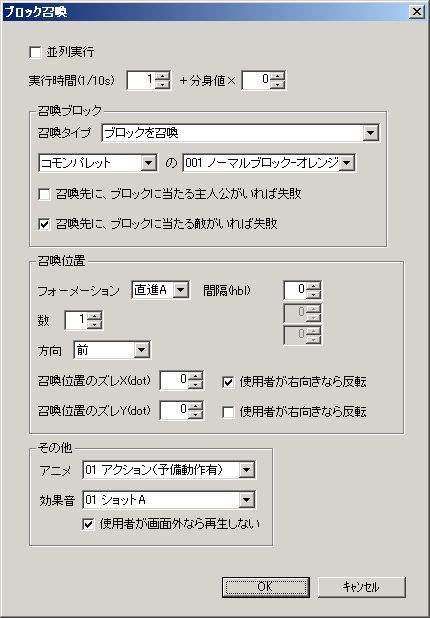 ブロック召喚
並列実行
実行時間(1/10s) 1 +分身値× 0
召喚ブロック
召喚タイプ ブロックを召喚
コモンパレット の 001 ノーマルブロック-オレンジ
召喚先に、ブロックに当たる主人公がいれば失敗
召喚先に、ブロックに当たる敵がいれば失敗
召喚位置
フォーメーション 直進A 間隔(hbl) 0
数 1 0
0
方向 前
召喚位置のズレX(dot) 0 使用者が右向きなら反転
召喚位置のズレY(dot) 0 使用者が右向きなら反転
その他
アニメ 01 アクション(予備動作有)
効果音 01 ショットA
使用者が画面外なら再生しない
OK キャンセル